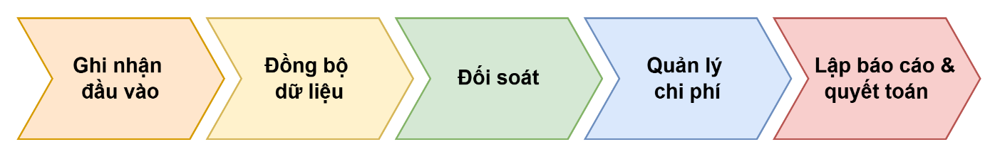 Ghi nhận
đầu vào
Đồng bộ
dữ liệu
Đối soát
Quản lý
chi phí
Lập báo cáo &
quyết toán